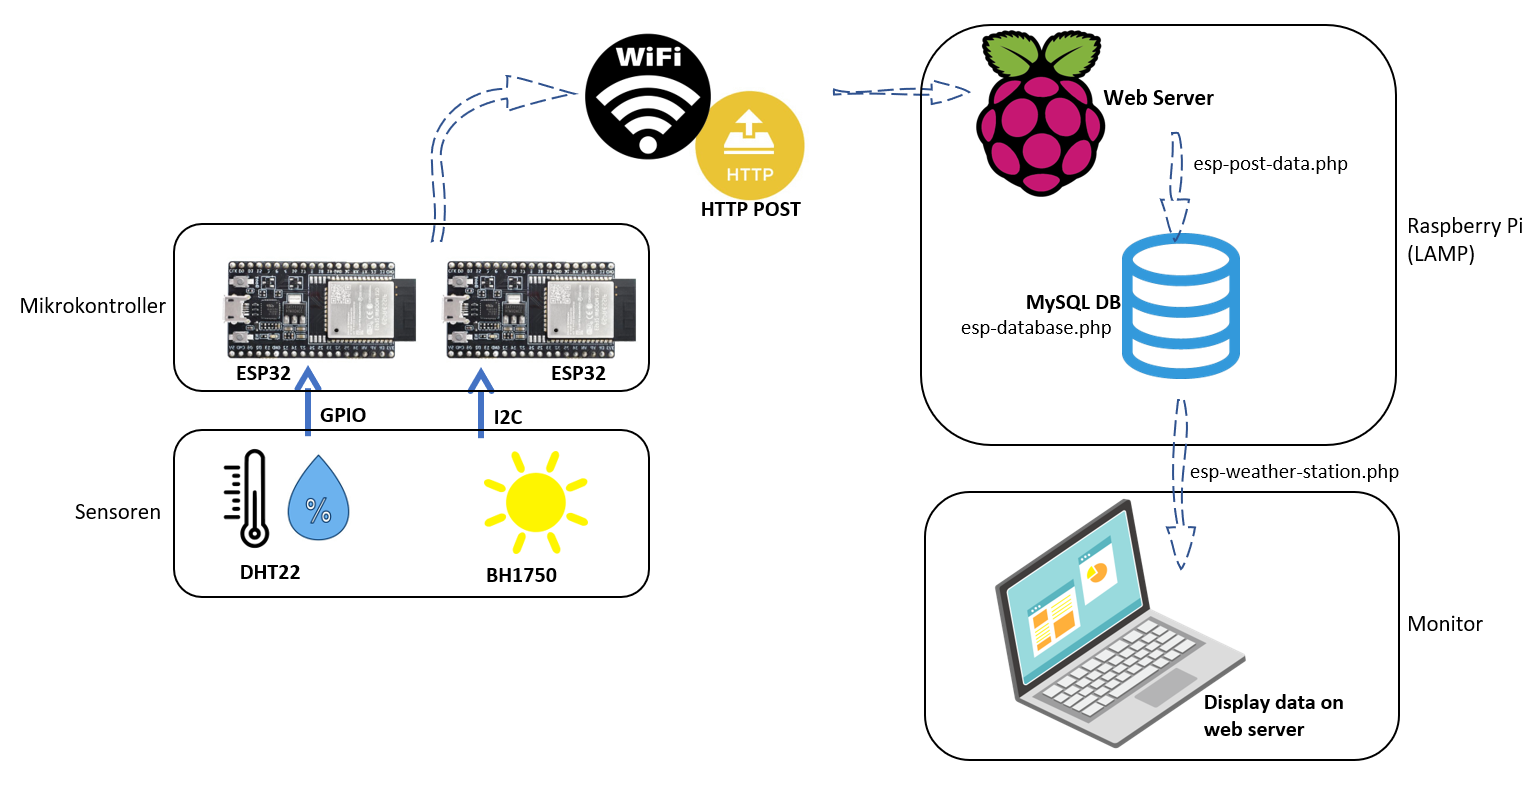 WiFi
HTTP
HTTP POST
Web Server
esp-post-data.php
MySQL DB
esp-database.php
Raspberry Pi
(LAMP)
Mikrokontroller
ESP32
ESP32
GPIO
I2C
Sensoren
%
DHT22
BH1750
esp-weather-station.php
Monitor
Display data on
web server